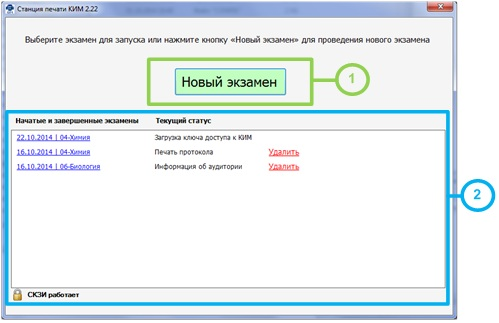 Станция печати КИМ 2.22
Выберите экзамен для запуска или нажмите кнопку «Новый экзамен» для проведения нового экзамена
Новый экзамен
1
Начатые и завершенные экзамены Текущий статус
22.10.2014 | 04-Химия Загрузка ключа доступа к КИМ
16.10.2014 | 04-Химия Печать протокола Удалить
16.10.2014 | 06-Биология Информация об аудитории Удалить
2
СКЗИ работает